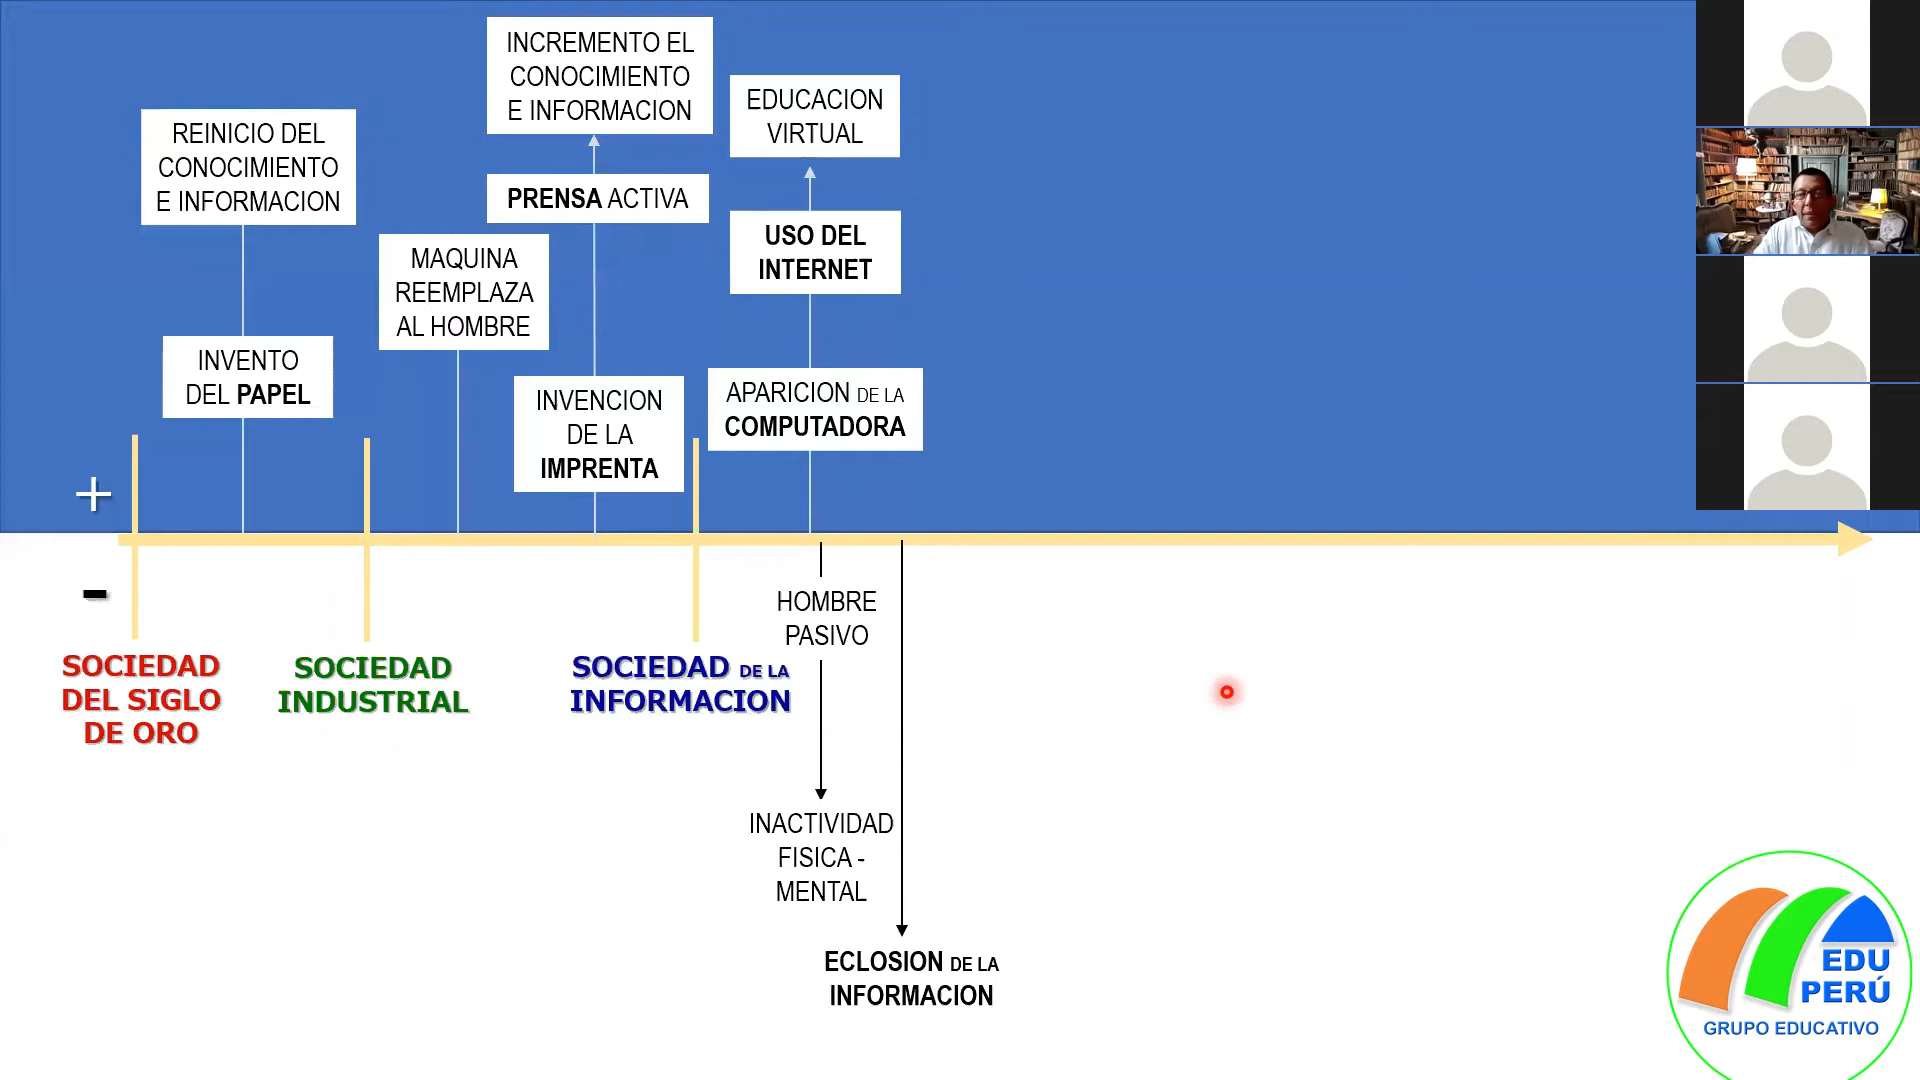 INCREMENTO EL
CONOCIMIENTO
E INFORMACION
EDUCACION
VIRTUAL
REINICIO DEL
CONOCIMIENTO
E INFORMACION
PRENSA ACTIVA
USO DEL
INTERNET
MAQUINA
REEMPLAZA
AL HOMBRE
INVENTO
DEL PAPEL
INVENCION
DE LA
IMPRENTA
APARICION DE LA
COMPUTADORA
+
-
HOMBRE
PASIVO
SOCIEDAD
DEL SIGLO
DE ORO
SOCIEDAD
INDUSTRIAL
SOCIEDAD DE LA
INFORMACION
INACTIVIDAD
FISICA -
MENTAL
ECLOSION DE LA
INFORMACION
EDU
PERÚ
GRUPO EDUCATIVO